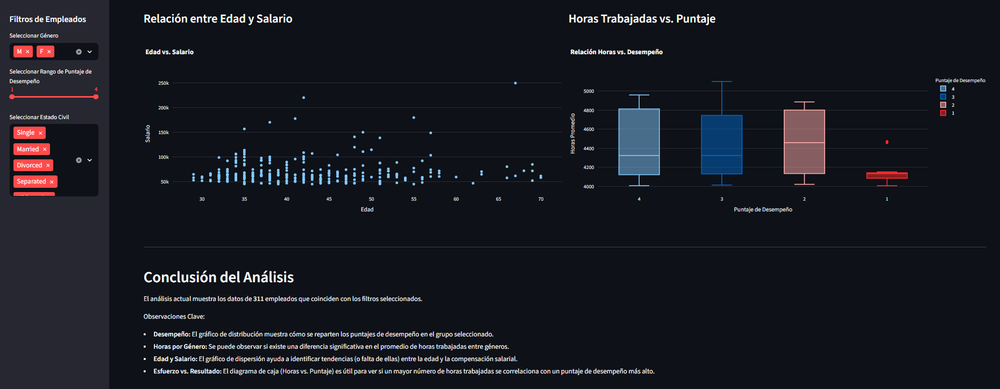 Filtros de Empleados
Seleccionar Género
M × F ×
Seleccionar Rango de Puntaje de
Desempeño
1 4
Seleccionar Estado Civil
Single ×
Married ×
Divorced ×
Separated ×
Relación entre Edad y Salario
Edad vs. Salario
Salario
250k
200k
150k
100k
50k
30 35 40 45 50 55 60 65 70
Edad
Horas Trabajadas vs. Puntaje
Relación Horas vs. Desempeño
Horas Promedio
5000
4800
4600
4400
4200
4000
4 3 2 1
Puntaje de Desempeño
Puntaje de Desempeño
4
3
2
1
Conclusión del Análisis
El análisis actual muestra los datos de 311 empleados que coinciden con los filtros seleccionados.
Observaciones Clave:
• Desempeño: El gráfico de distribución muestra cómo se reparten los puntajes de desempeño en el grupo seleccionado.
• Horas por Género: Se puede observar si existe una diferencia significativa en el promedio de horas trabajadas entre géneros.
• Edad y Salario: El gráfico de dispersión ayuda a identificar tendencias (o falta de ellas) entre la edad y la compensación salarial.
• Esfuerzo vs. Resultado: El diagrama de caja (Horas vs. Puntaje) es útil para ver si un mayor número de horas trabajadas se correlaciona con un puntaje de desempeño más alto.